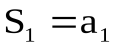 S₁ = a₁